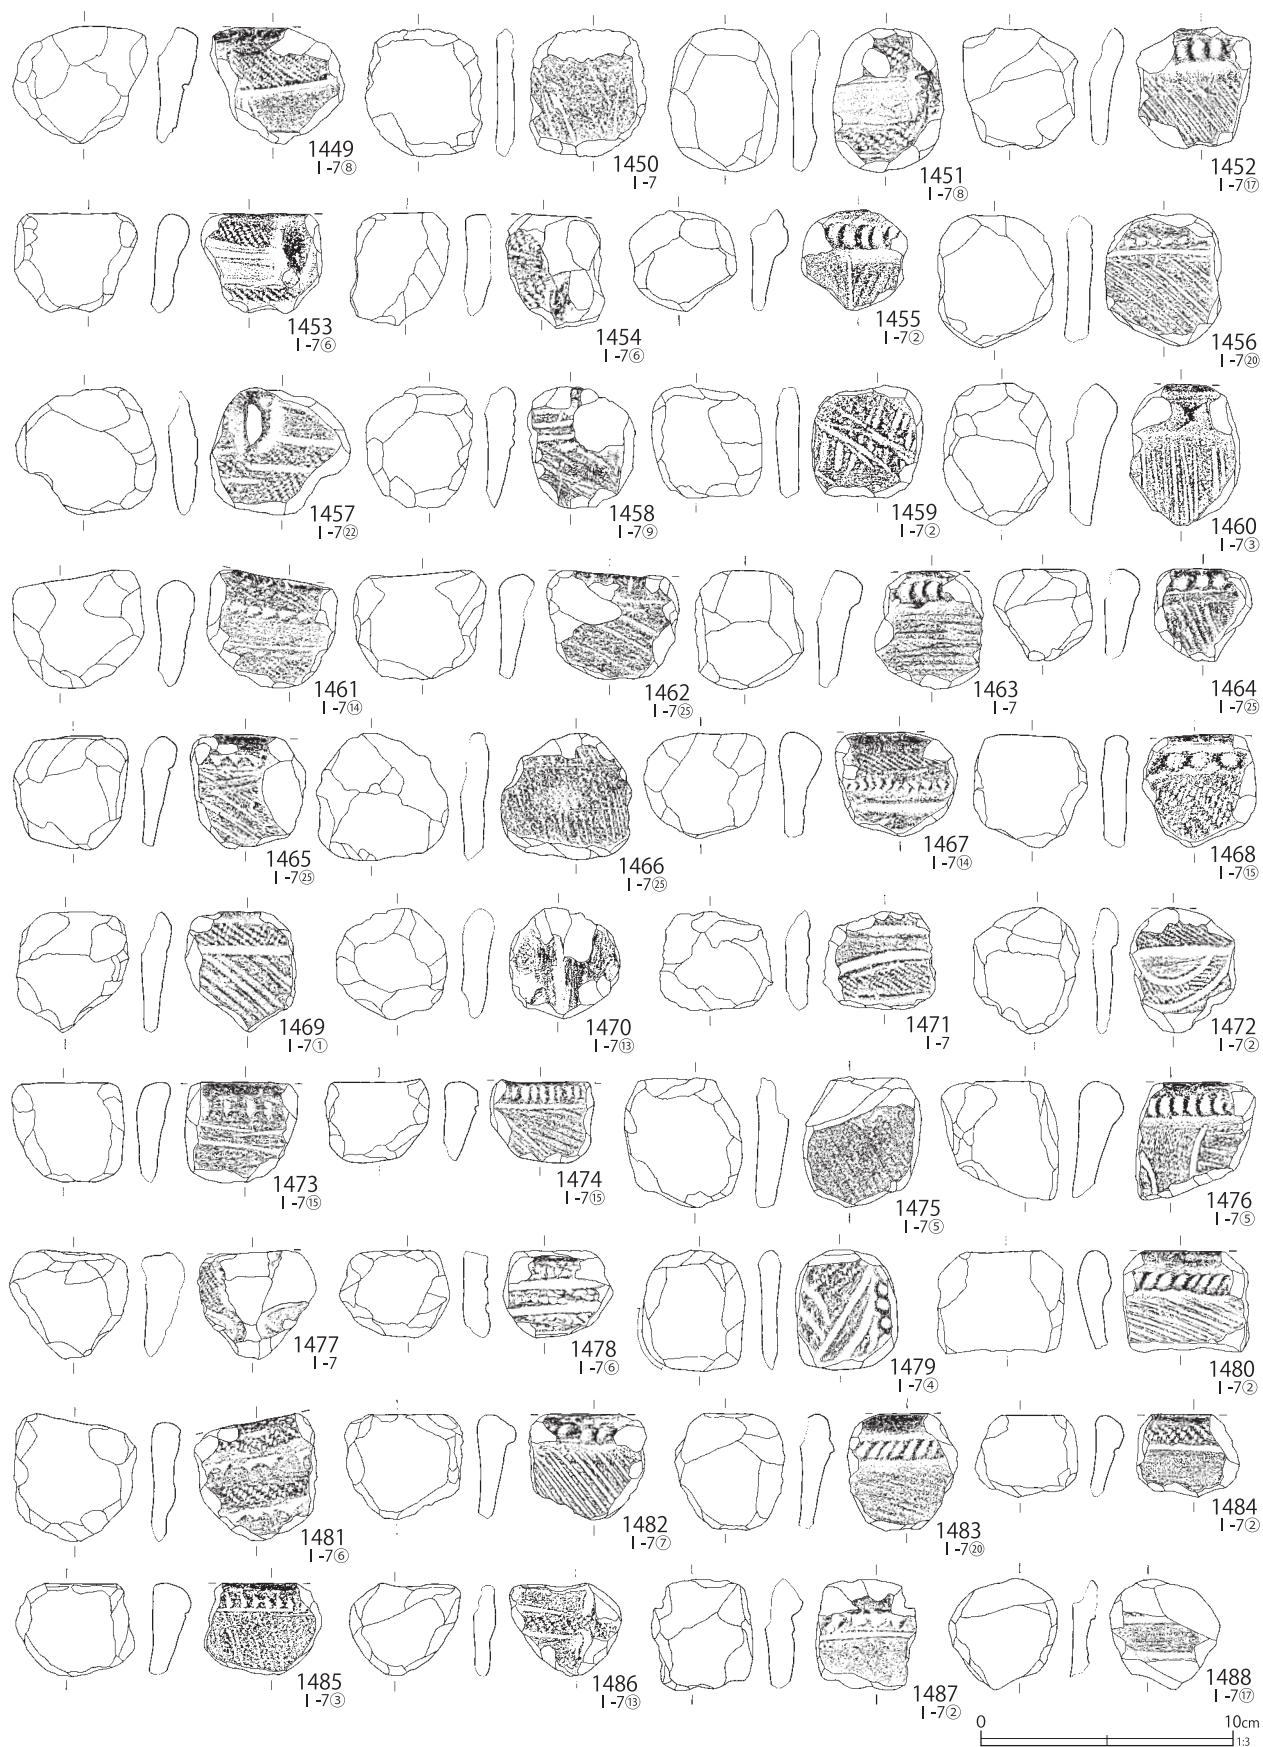 1449
I -7⑧
1450
I -7
1451
I -7⑧
1452
I -7⑰
1453
I -7⑥
1454
I -7⑥
1455
I -7②
1456
I -7⑳
1457
I -7㉒
1458
I -7⑨
1459
I -7②
1460
I -7③
1461
I -7⑭
1462
I -7㉕
1463
I -7
1464
I -7㉕
1465
I -7㉕
1466
I -7㉕
1467
I -7⑭
1468
I -7⑮
1469
I -7①
1470
I -7⑬
1471
I -7
1472
I -7②
1473
I -7⑮
1474
I -7⑮
1475
I -7⑤
1476
I -7⑤
1477
I -7
1478
I -7⑥
1479
I -7④
1480
I -7②
1481
I -7⑥
1482
I -7⑦
1483
I -7⑳
1484
I -7②
1485
I -7③
1486
I -7⑬
1487
I -7②
1488
I -7⑰
0 10cm
1:3